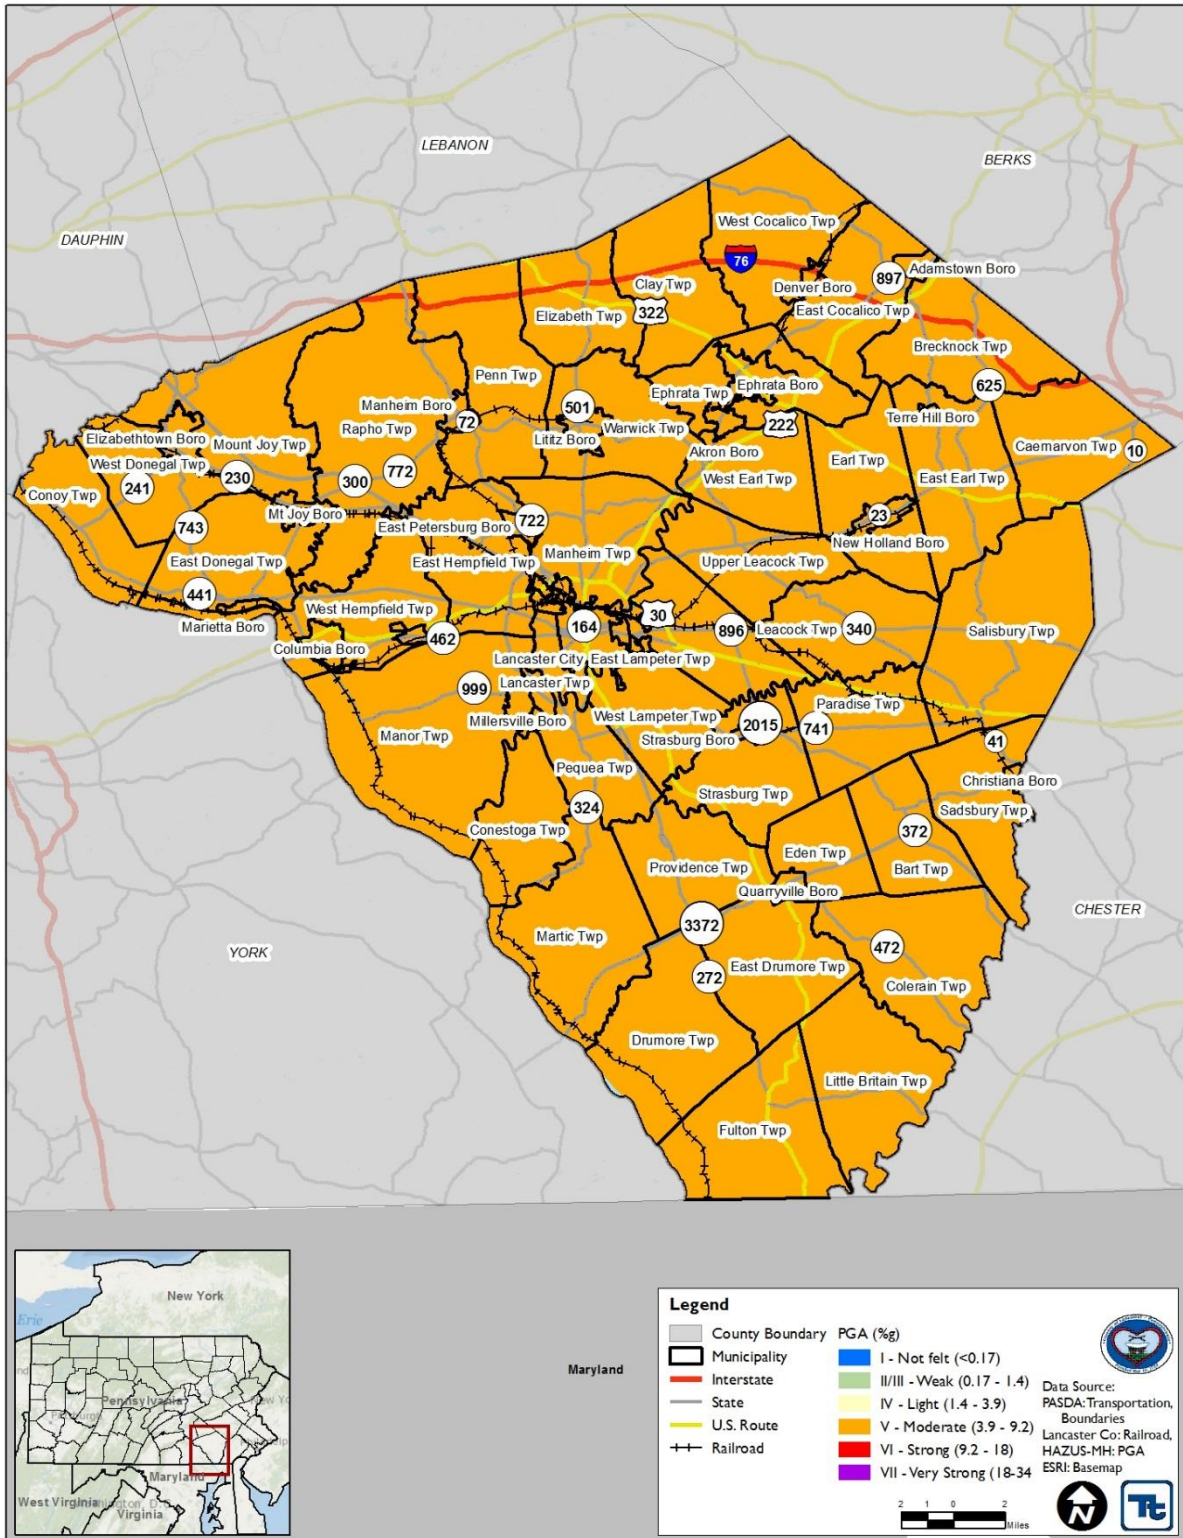 LEBANON
BERKS
DAUPHIN
West Cocalico Twp
76
Adamstown Boro
897
Clay Twp
Denver Boro
322
East Cocalico Twp
Elizabeth Twp
Brecknock Twp
Penn Twp
625
Ephrata Twp
Ephrata Boro
Manheim Boro
501
72
Terre Hill Boro
222
Rapho Twp
Warwick Twp
Elizabethtown Boro
Mount Joy Twp
Lititz Boro
Caernarvon Twp
10
Akron Boro
Earl Twp
West Donegal Twp
772
West Earl Twp
East Earl Twp
230
300
241
Conoy Twp
Mt Joy Boro
722
23
743
East Petersburg Boro
New Holland Boro
Manheim Twp
East Donegal Twp
East Hempfield Twp
Upper Leacock Twp
441
West Hempfield Twp
30
Marietta Boro
164
896
Leacock Twp
340
Salisbury Twp
462
Columbia Boro
Lancaster City
East Lampeter Twp
999
Lancaster Twp
Paradise Twp
Millersville Boro
West Lampeter Twp
2015
741
Manor Twp
Strasburg Boro
41
Pequea Twp
Christiana Boro
Strasburg Twp
324
Sadsbury Twp
Conestoga Twp
372
Eden Twp
Providence Twp
Bart Twp
Quarryville Boro
CHESTER
3372
Martic Twp
472
YORK
East Drumore Twp
272
Colerain Twp
Drumore Twp
Little Britain Twp
Fulton Twp
New York
Erie
Pennsylvania
Maryland
West Virginia
Virginia
Maryland
Legend
County Boundary
Municipality
Interstate
State
U.S. Route
Railroad
PGA (%g)
I - Not felt (<0.17)
II/III - Weak (0.17 - 1.4)
IV - Light (1.4 - 3.9)
V - Moderate (3.9 - 9.2)
VI - Strong (9.2 - 18)
VII - Very Strong (18-34
Data Source:
PASDA: Transportation,
Boundaries
Lancaster Co: Railroad,
HAZUS-MH: PGA
ESRI: Basemap
2 1 0 2
Miles
N
Tt